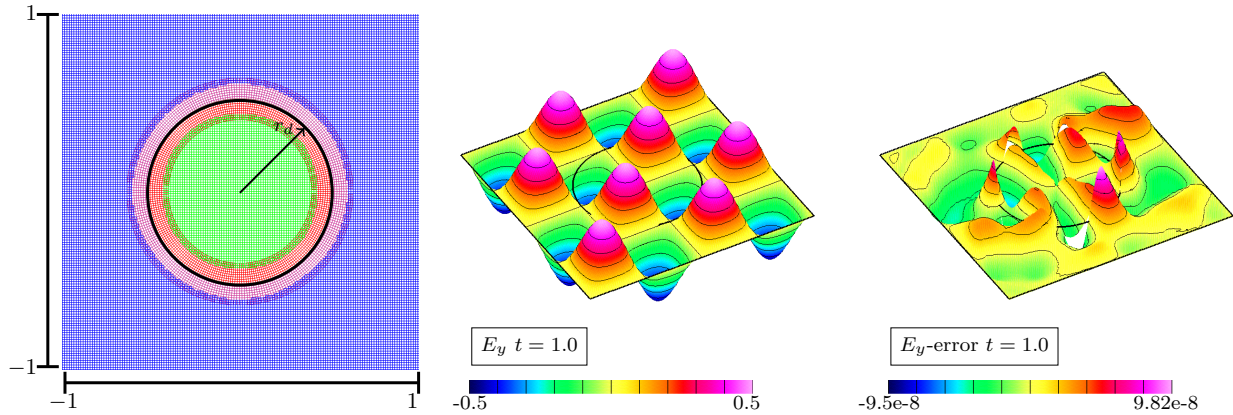 1
r d
−1
−1
1
E_y t = 1.0
-0.5
0.5
E_y-error t = 1.0
-9.5e-8
9.82e-8